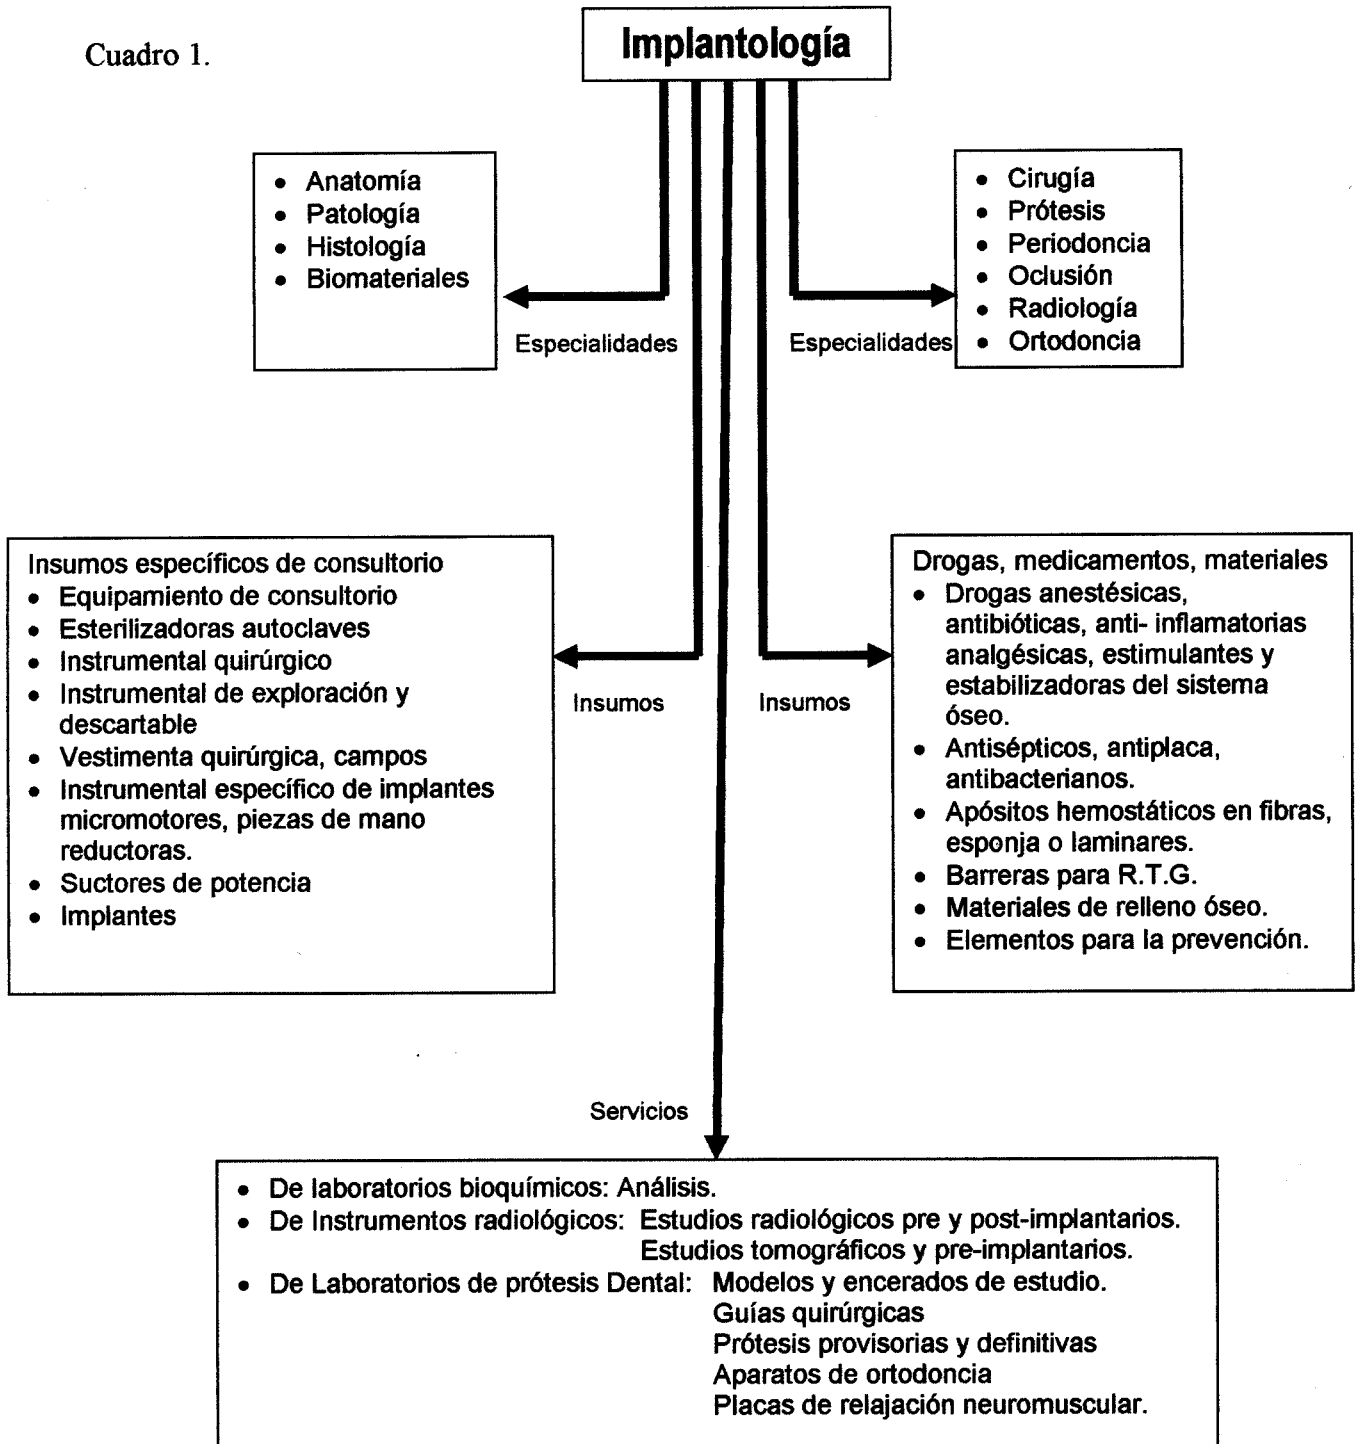 Cuadro 1.
Implantología
• Anatomía
• Patología
• Histología
• Biomateriales
• Cirugía
• Prótesis
• Periodoncia
• Oclusión
• Radiología
• Ortodoncia
Especialidades
Especialidades
Insumos específicos de consultorio
• Equipamiento de consultorio
• Esterilizadoras autoclaves
• Instrumental quirúrgico
• Instrumental de exploración y
descartable
• Vestimenta quirúrgica, campos
• Instrumental específico de implantes
micromotores, piezas de mano
reductoras.
• Suctores de potencia
• Implantes
Insumos
Insumos
Drogas, medicamentos, materiales
• Drogas anestésicas,
antibióticas, anti- inflamatorias
analgésicas, estimulantes y
estabilizadoras del sistema
óseo.
• Antisépticos, antiplaca,
antibacterianos.
• Apósitos hemostáticos en fibras,
esponja o laminares.
• Barreras para R.T.G.
• Materiales de relleno óseo.
• Elementos para la prevención.
Servicios
• De laboratorios bioquímicos: Análisis.
• De Instrumentos radiológicos: Estudios radiológicos pre y post-implantarios.
Estudios tomográficos y pre-implantarios.
• De Laboratorios de prótesis Dental: Modelos y encerados de estudio.
Guías quirúrgicas
Prótesis provisorias y definitivas
Aparatos de ortodoncia
Placas de relajación neuromuscular.